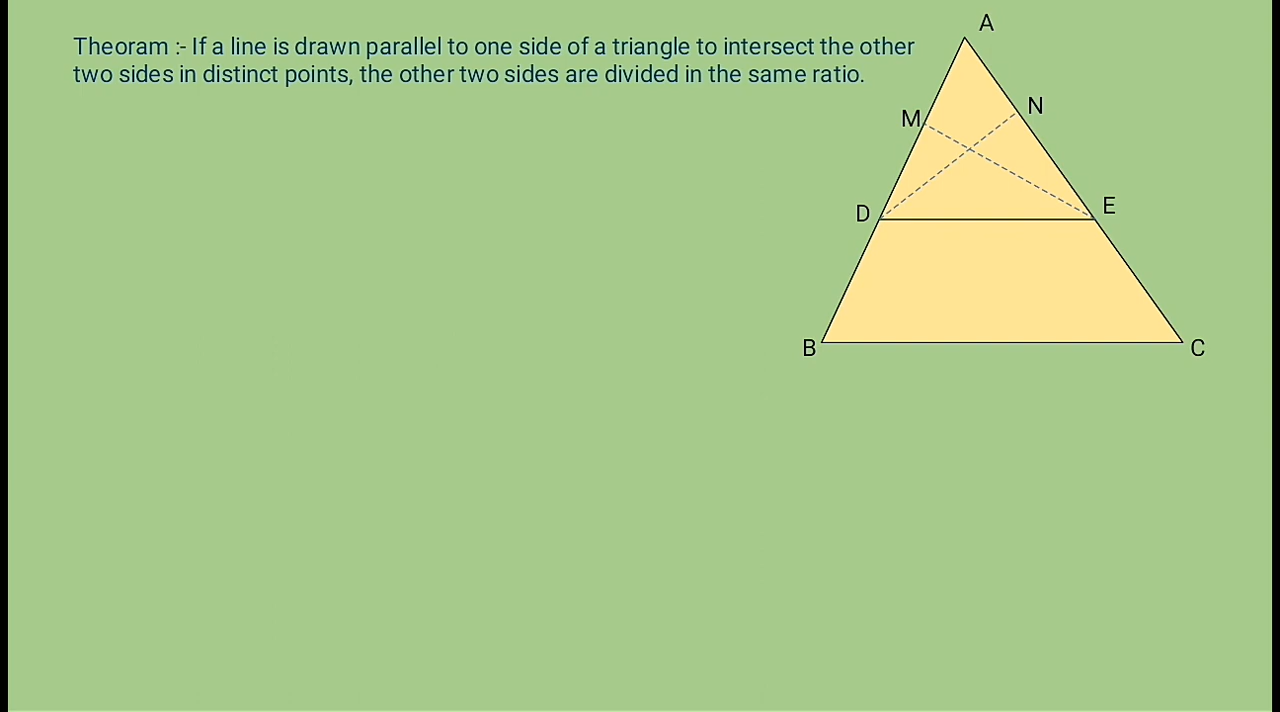 Theoram :- If a line is drawn parallel to one side of a triangle to intersect the other
two sides in distinct points, the other two sides are divided in the same ratio.
A
N
M
E
D
B
C